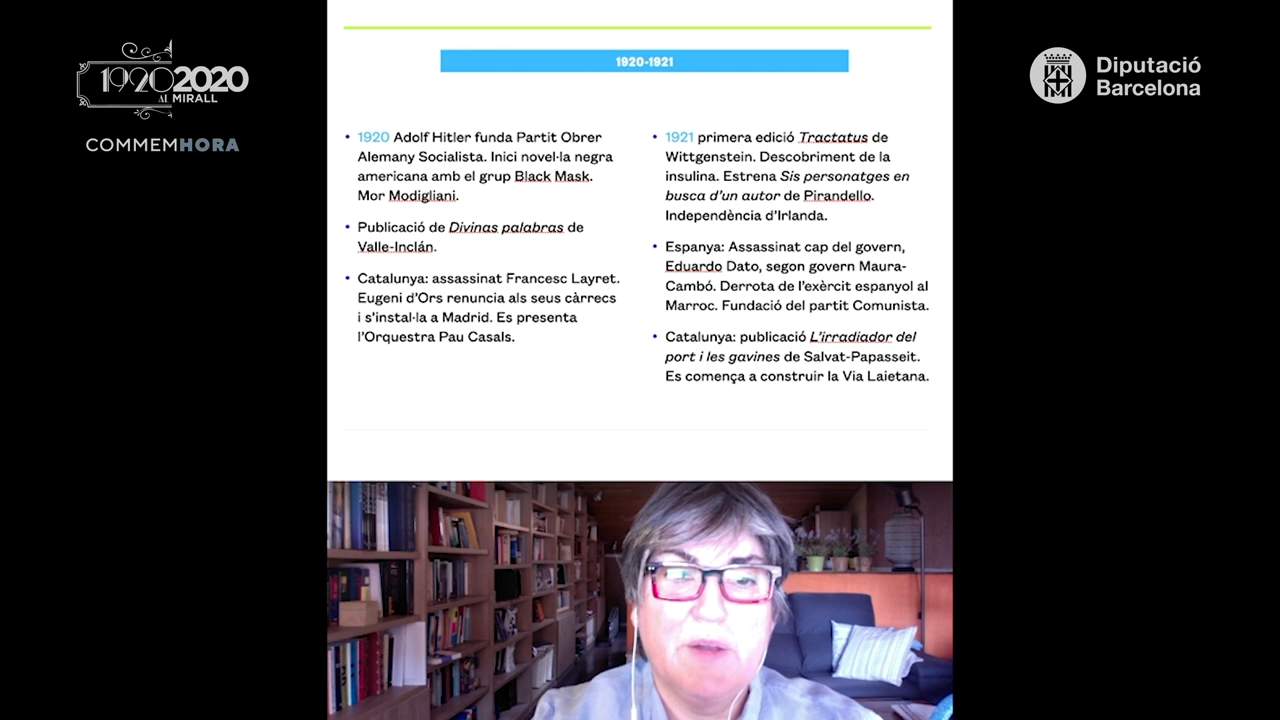 1920-1921
1920 2020
AL MIRALL
COMMEMHORA
Diputació
Barcelona
• 1920 Adolf Hitler funda Partit Obrer
Alemany Socialista. Inici novel·la negra
americana amb el grup Black Mask.
Mor Modigliani.
• Publicació de Divinas palabras de
Valle-Inclán.
• Catalunya: assassinat Francesc Layret.
Eugeni d'Ors renuncia als seus càrrecs
i s'instal·la a Madrid. Es presenta
l'Orquestra Pau Casals.
• 1921 primera edició Tractatus de
Wittgenstein. Descobriment de la
insulina. Estrena Sis personatges en
busca d'un autor de Pirandello.
Independència d'Irlanda.
• Espanya: Assassinat cap del govern,
Eduardo Dato, segon govern Maura-
Cambó. Derrota de l'exèrcit espanyol al
Marroc. Fundació del partit Comunista.
• Catalunya: publicació L'irradiador del
port i les gavines de Salvat-Papasseit.
Es comença a construir la Via Laietana.